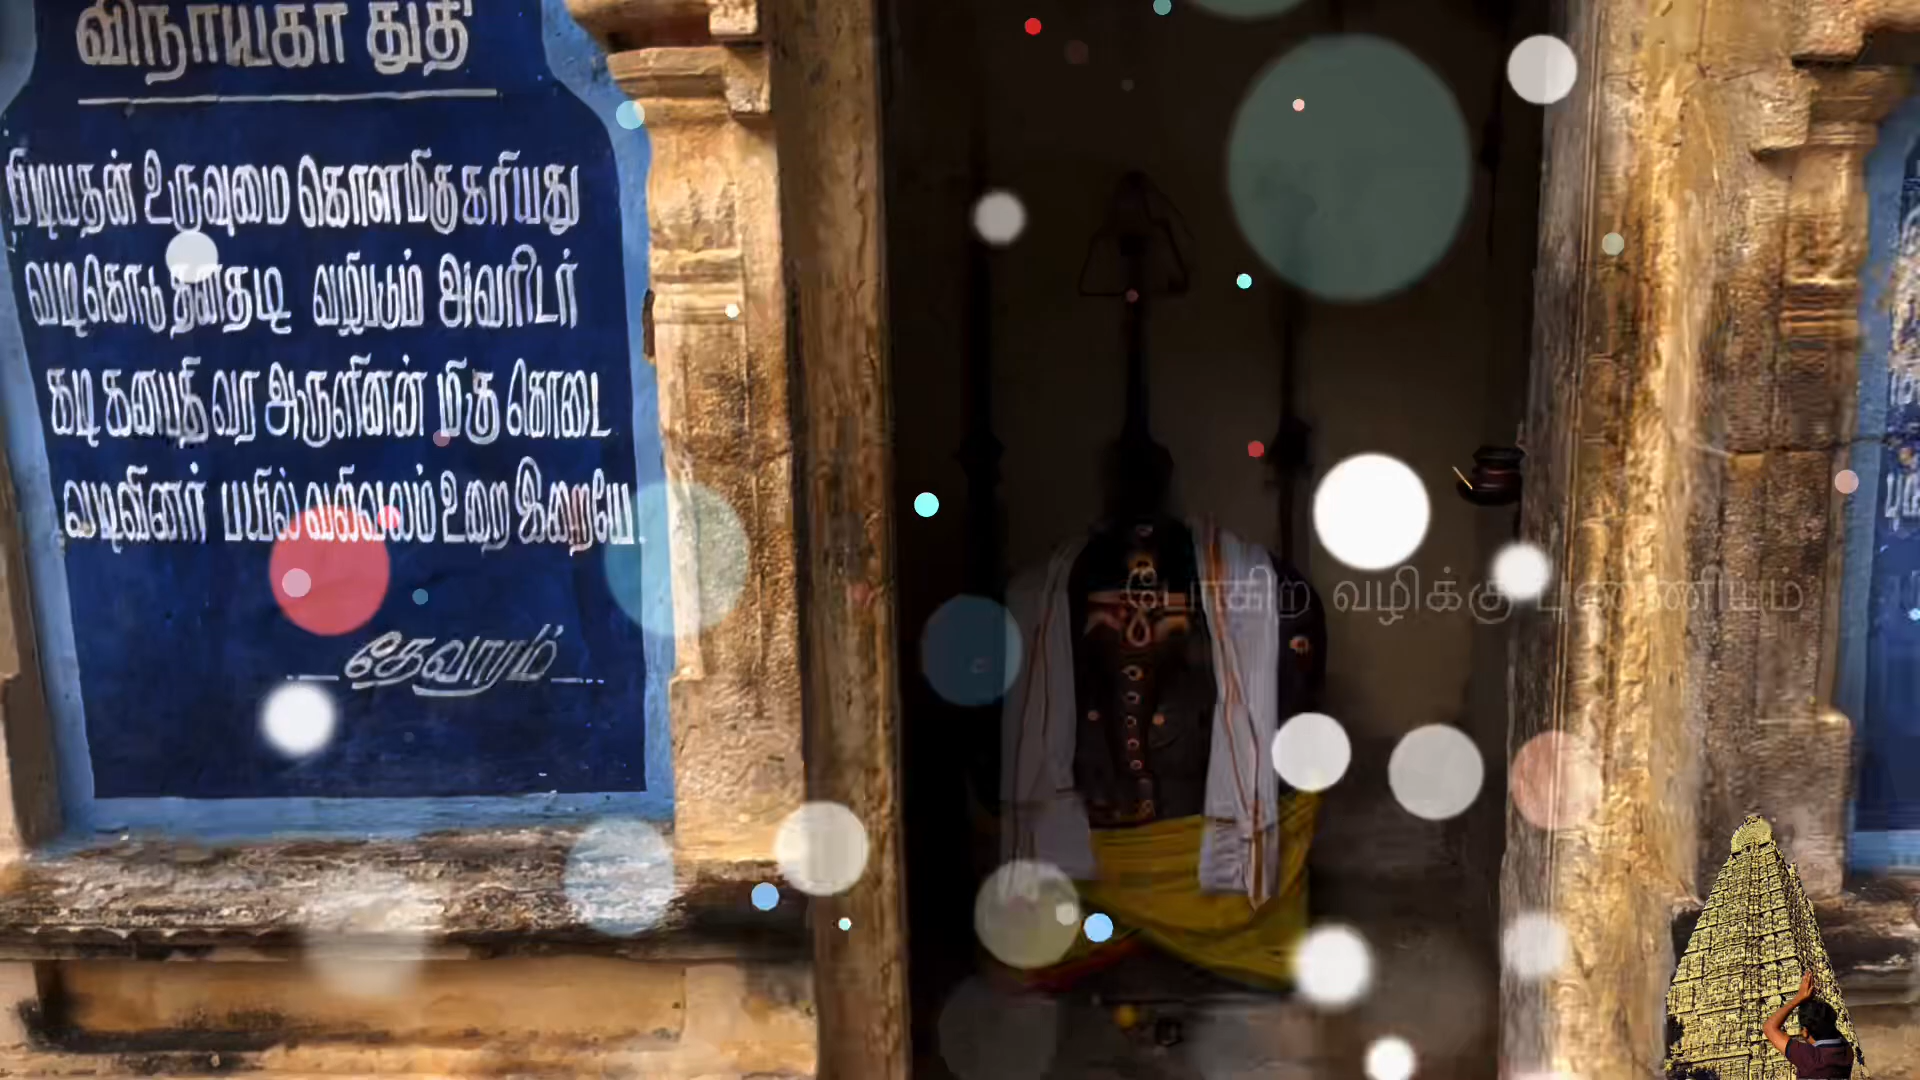 விநாயகர் துதி
பிடியதன் உருவுமை கொளமிகு கரியது
வடிகொடு தனதடி வழிபடும் அவரிடர்
கடி கணபதி வர அருளினன் மிகு கொடை
வடிவினர் பயில் வலிவலம் உறை இறையே.
தேவாரம்
போகிற வழிக்கு புண்ணியம்